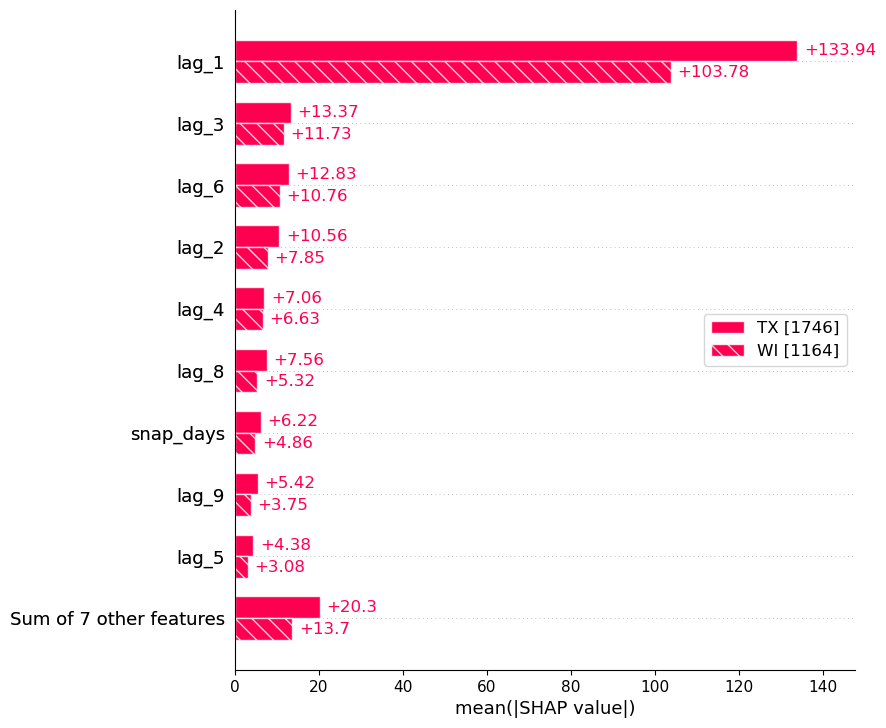 lag_1
+133.94
+103.78
lag_3
+13.37
+11.73
lag_6
+12.83
+10.76
lag_2
+10.56
+7.85
lag_4
+7.06
+6.63
TX [1746]
WI [1164]
lag_8
+7.56
+5.32
snap_days
+6.22
+4.86
lag_9
+5.42
+3.75
lag_5
+4.38
+3.08
Sum of 7 other features
+20.3
+13.7
0 20 40 60 80 100 120 140
mean(|SHAP value|)